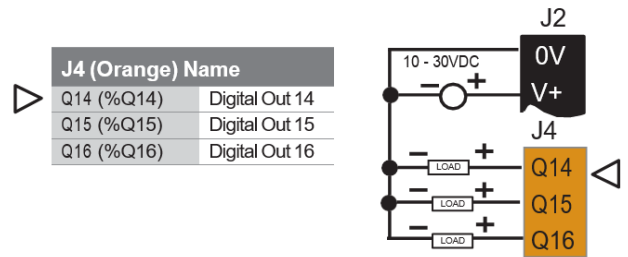 J4 (Orange) Name
Q14 (%Q14) Digital Out 14
Q15 (%Q15) Digital Out 15
Q16 (%Q16) Digital Out 16
J2
10 - 30VDC
0V
− +
V+
J4
− LOAD + Q14
− LOAD + Q15
− LOAD + Q16